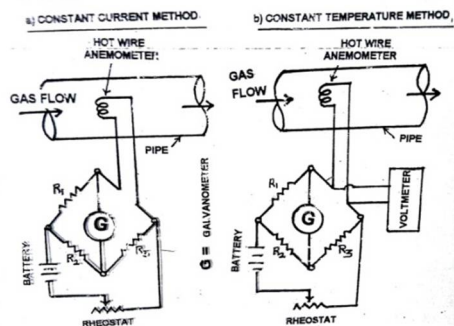 a) CONSTANT CURRENT METHOD
HOT WIRE
ANEMOMETER
GAS FLOW
PIPE
R1
G
R2
R3
BATTERY
RHEOSTAT
G = GALVANOMETER
b) CONSTANT TEMPERATURE METHOD,
HOT WIRE
ANEMOMETER
GAS
FLOW
PIPE
R1
G
R2
R3
BATTERY
RHEOSTAT
VOLTMETER